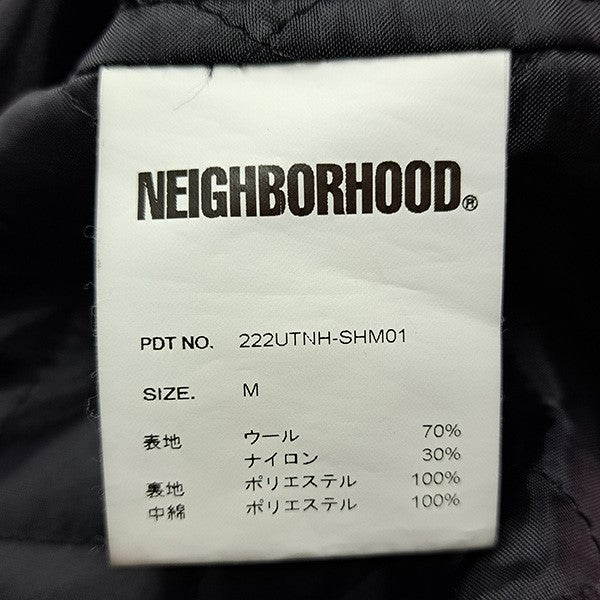 NEIGHBORHOOD®
PDT NO. 222UTNH-SHM01
SIZE. M
表地 ウール 70%
ナイロン 30%
裏地 ポリエステル 100%
中綿 ポリエステル 100%